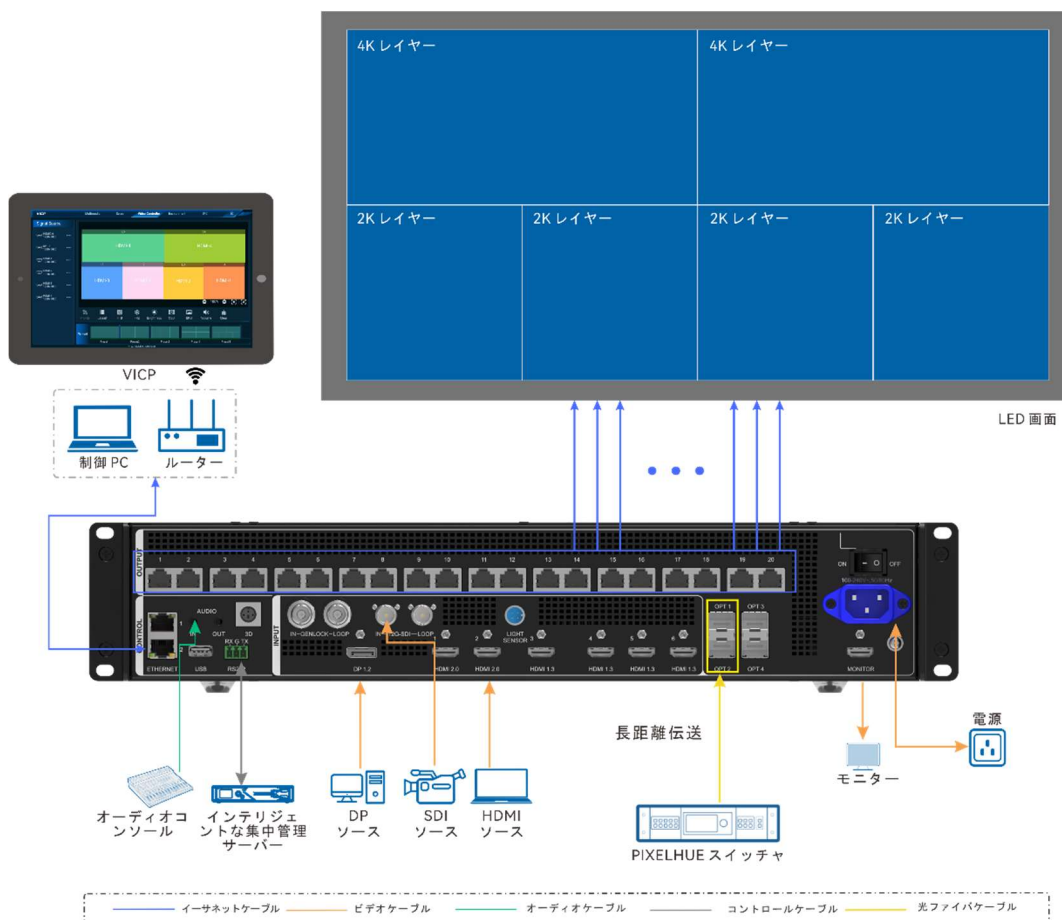 4K レイヤー
4K レイヤー
2K レイヤー
2K レイヤー
2K レイヤー
2K レイヤー
VICP
LED 画面
制御 PC
ルーター
OUTPUT
1 2 3 4 5 6 7 8 9 10 11 12 13 14 15 16 17 18 19 20
ON
OFF
CONTROL
AUDIO
OUT
3D
RX G TX
ETHERNET
USB
INPUT
IN-GENLOCK-LOOP
LIGHT
SENSOR
DP 1.2
HDMI 2.0
HDMI 2.0
HDMI 1.3
HDMI 1.3
HDMI 1.3
HDMI 1.3
OPT 1
OPT 3
OPT 2
OPT 4
MONITOR
長距離伝送
電源
モニター
オーディオコ
ンソール
インテリジェ
ントな集中管理
サーバー
DP
ソース
SDI
ソース
HDMI
ソース
PIXELHUE スイッチャ
イーサネットケーブル
ビデオケーブル
オーディオケーブル
コントロールケーブル
光ファイバケーブル